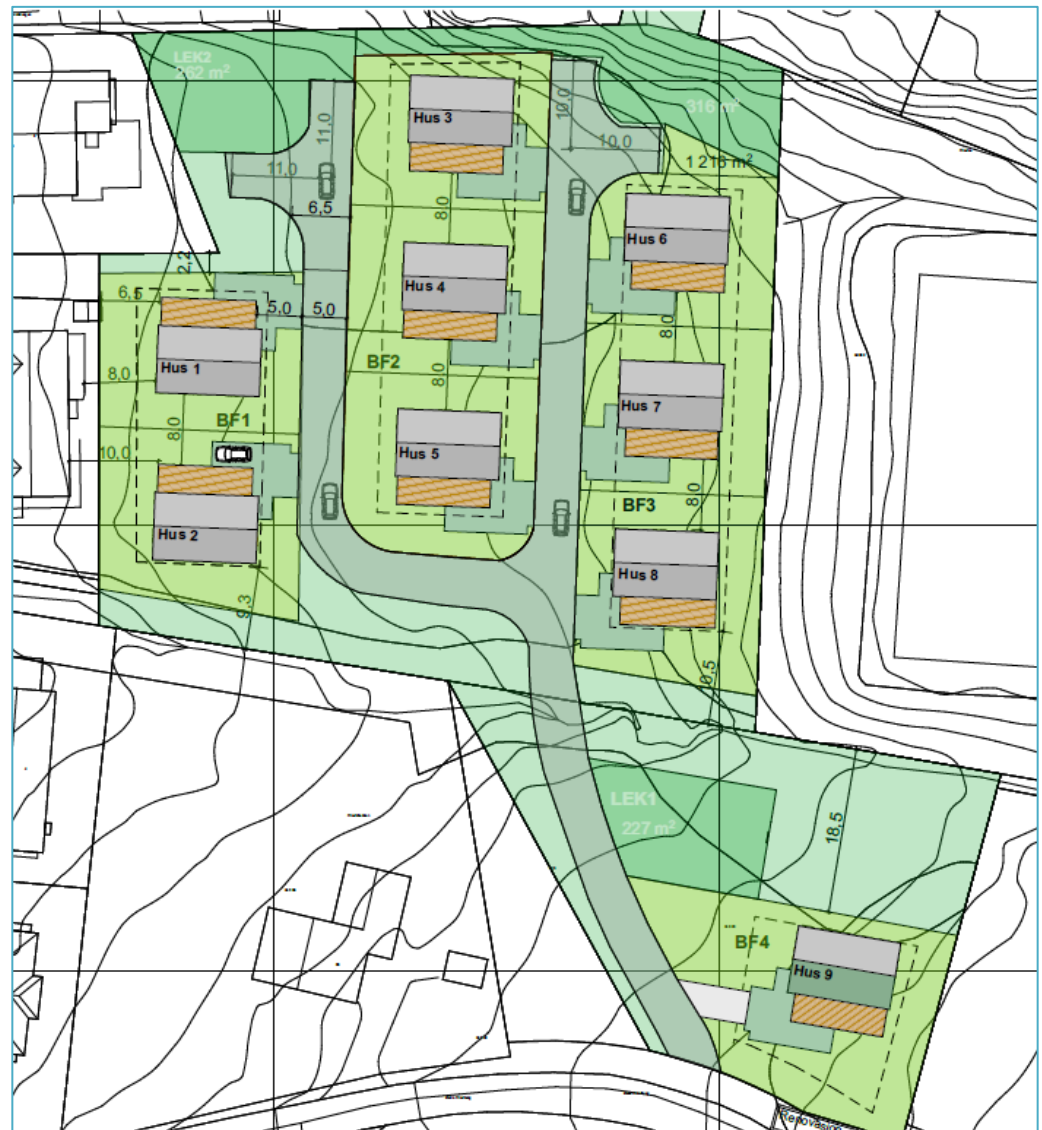 LEK2
262 m²
Hus 3
316 m²
11,0
10,0
11,0
10,0
1 216 m²
6,5
8,0
Hus 6
2,2
Hus 4
6,5
5,0
5,0
8,0
BF2
Hus 1
8,0
8,0
Hus 7
8,0
BF1
10,0
Hus 5
8,0
BF3
Hus 2
Hus 8
9,3
0,5
LEK1
227 m²
18,5
BF4
Hus 9
Renovasjon